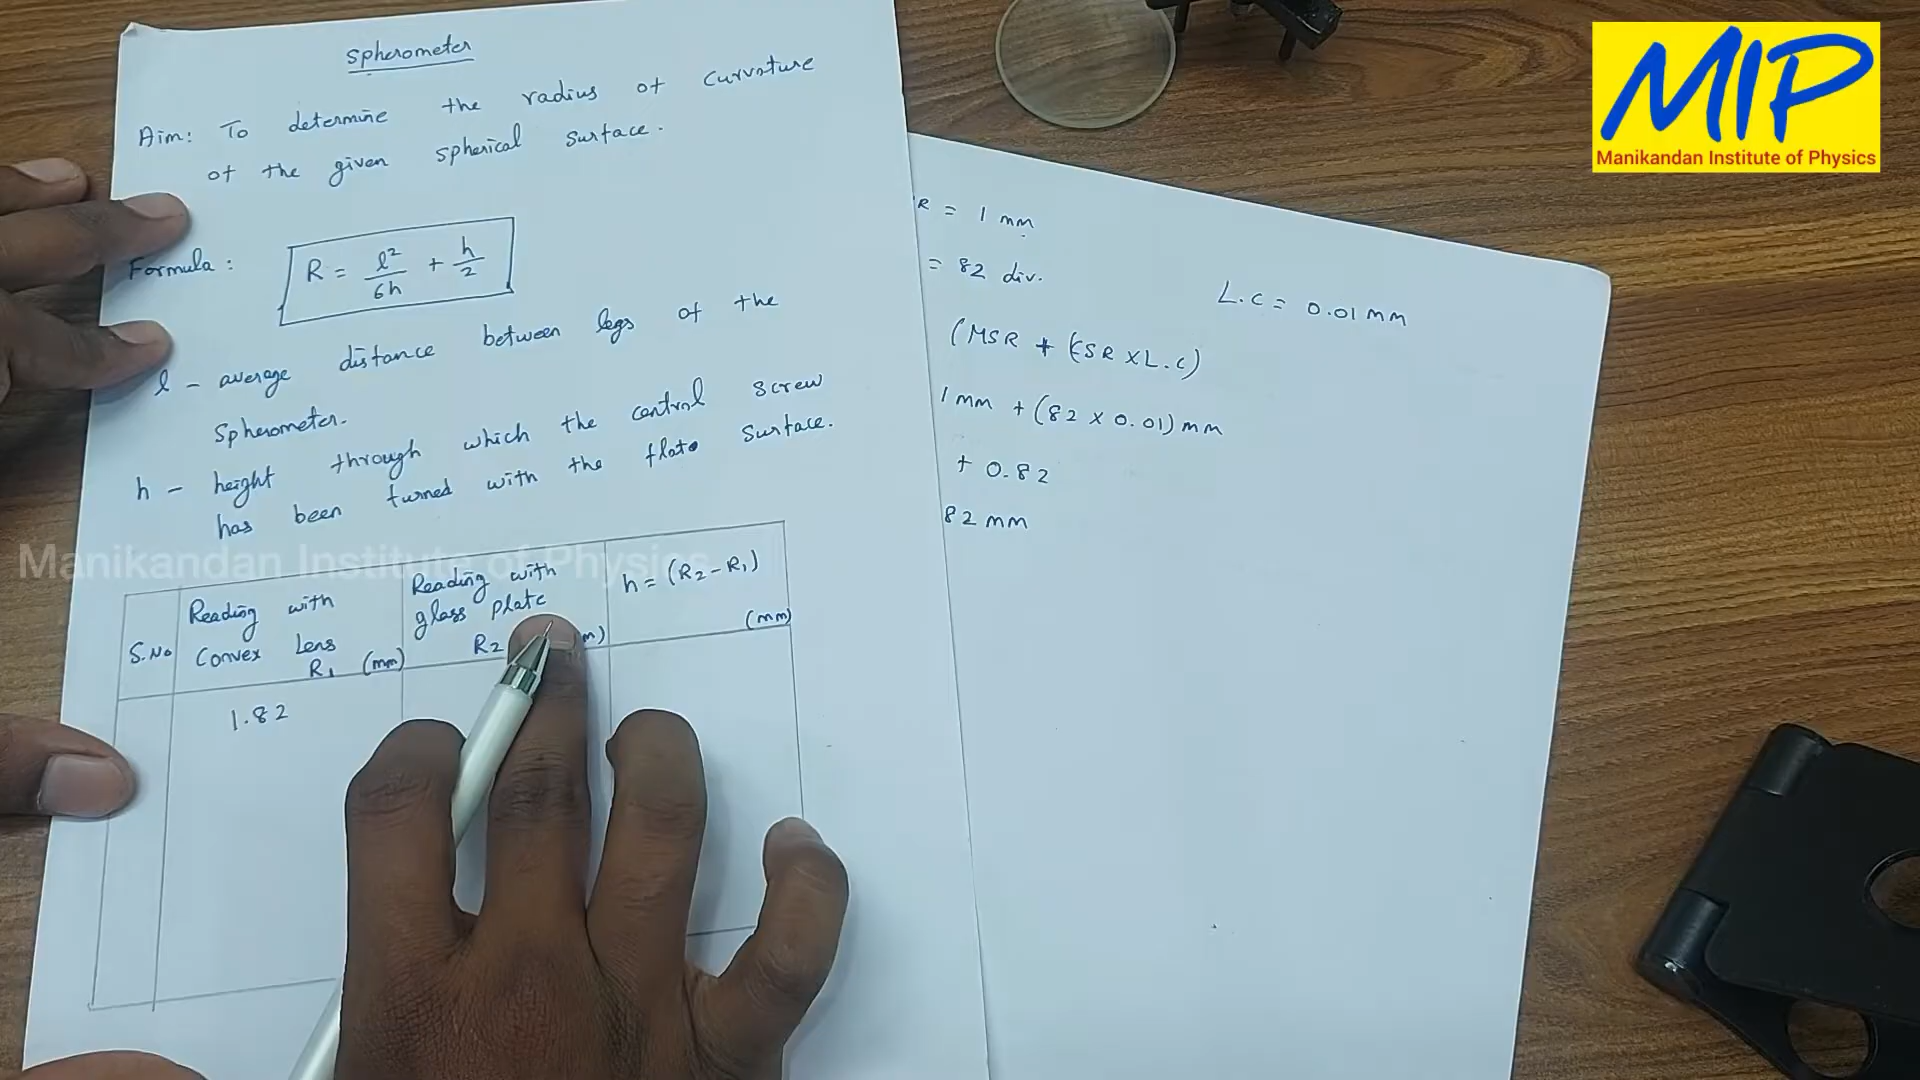 Spherometer
Aim: To determine the radius of curvature
of the given spherical surface.
Formula:
R = l²/6h + h/2
l - average distance between legs of the
Spherometer.
h - height through which the control screw
has been turned with the flate surface.
S.No
Reading with
Convex Lens
R₁ (mm)
Reading with
glass plate
R₂
h = (R₂ - R₁)
(mm)
1.82
R = 1 mm
= 82 div.
L.C = 0.01 mm
(MSR + (CSR X L.C)
1 mm + (82 X 0.01) mm
+ 0.82
82 mm
MIP
Manikandan Institute of Physics
Manikandan Institute of Physics